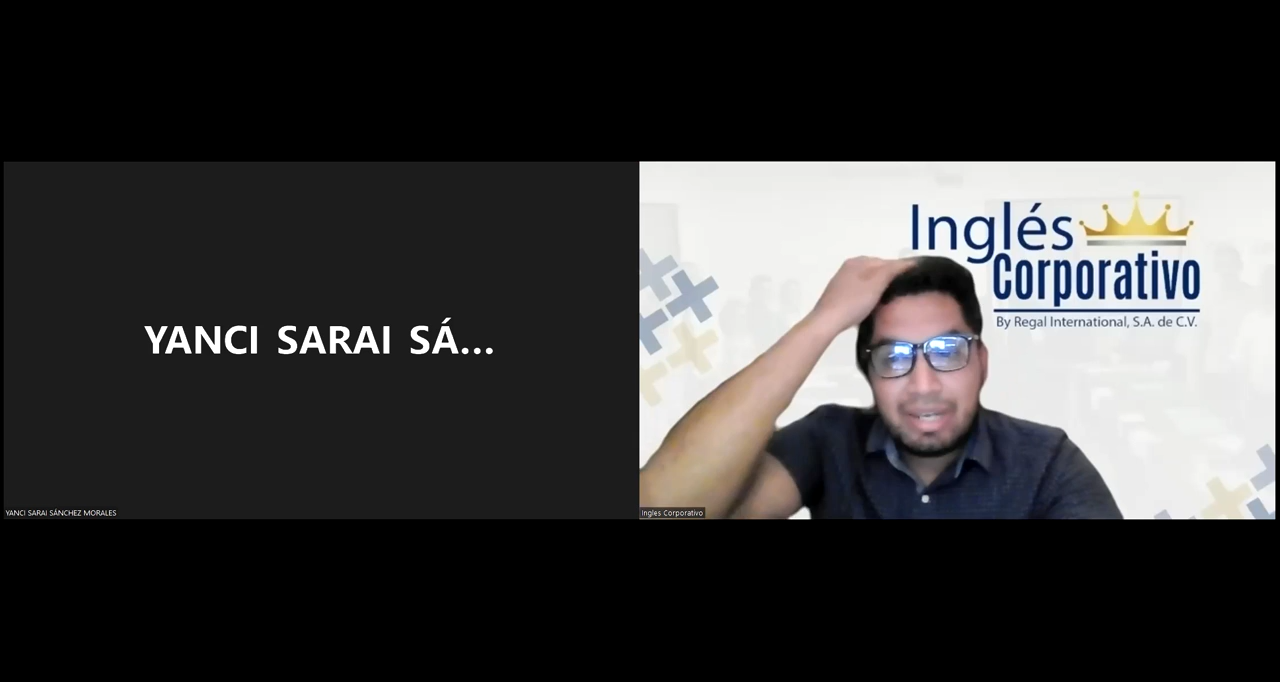 YANCI SARAI SÁ...
YANCI SARAI SÁNCHEZ MORALES
Inglés
Corporativo
By Regal International, S.A. de C.V.
Ingles Corporativo